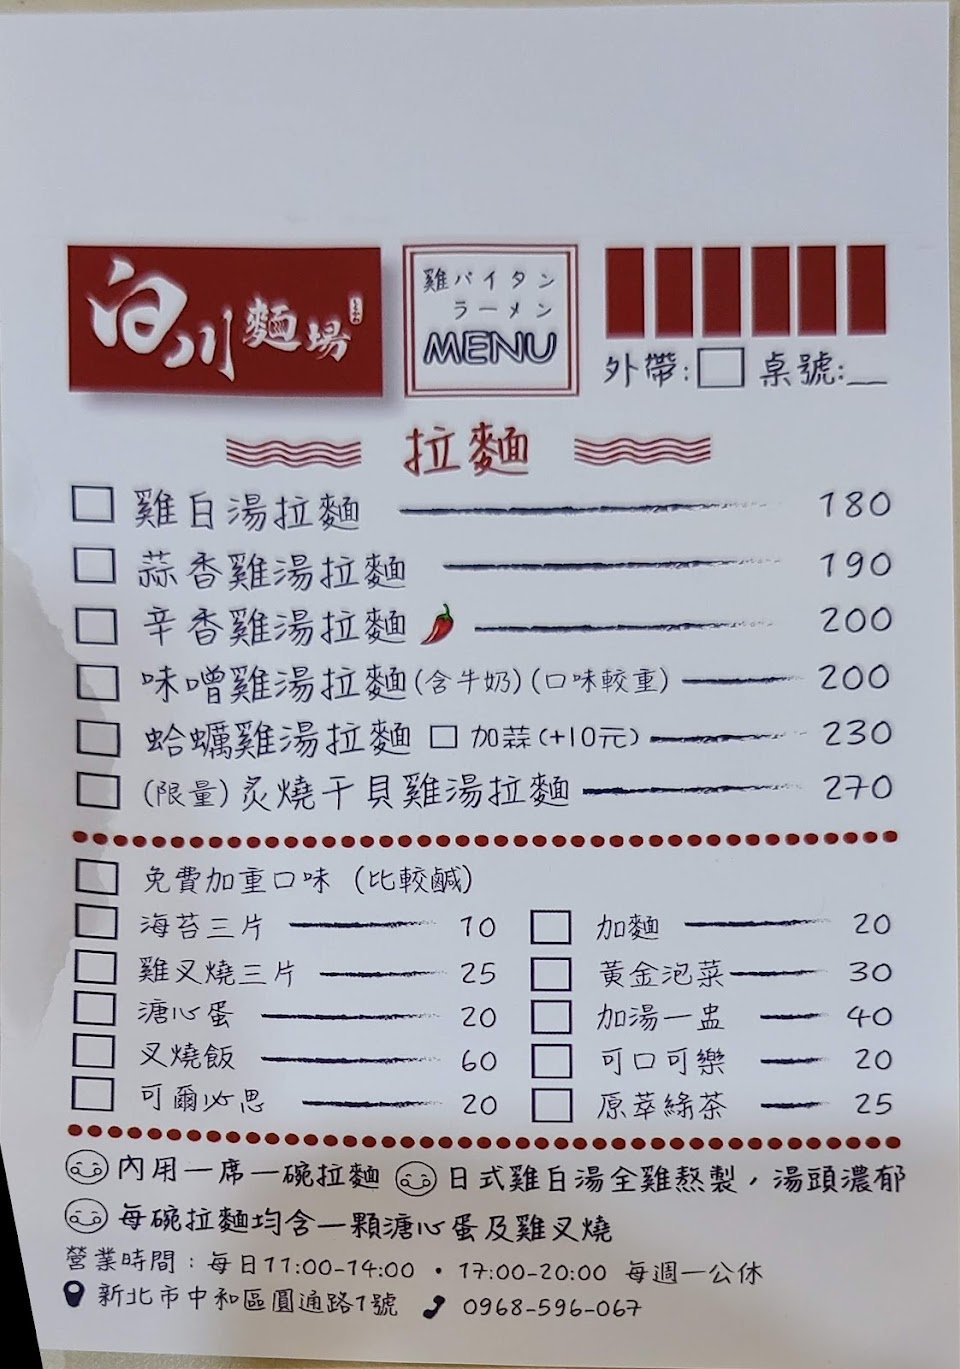 白川麵場
雞パイタン
ラーメン
MENU
外帶: 桌號:__
拉麵
雞白湯拉麵 180
蒜香雞湯拉麵 190
辛香雞湯拉麵 200
味噌雞湯拉麵(含牛奶)(口味較重) 200
蛤蠣雞湯拉麵 加蒜(+10元) 230
(限量)炙燒干貝雞湯拉麵 270
免費加重口味 (比較鹹)
海苔三片 10 加麵 20
雞叉燒三片 25 黃金泡菜 30
溏心蛋 20 加湯一盅 40
叉燒飯 60 可口可樂 20
可爾必思 20 原萃綠茶 25
內用一席一碗拉麵 日式雞白湯全雞熬製，湯頭濃郁
每碗拉麵均含一顆溏心蛋及雞叉燒
營業時間：每日11:00-14:00 · 17:00-20:00 每週一公休
新北市中和區圓通路1號 0968-596-067